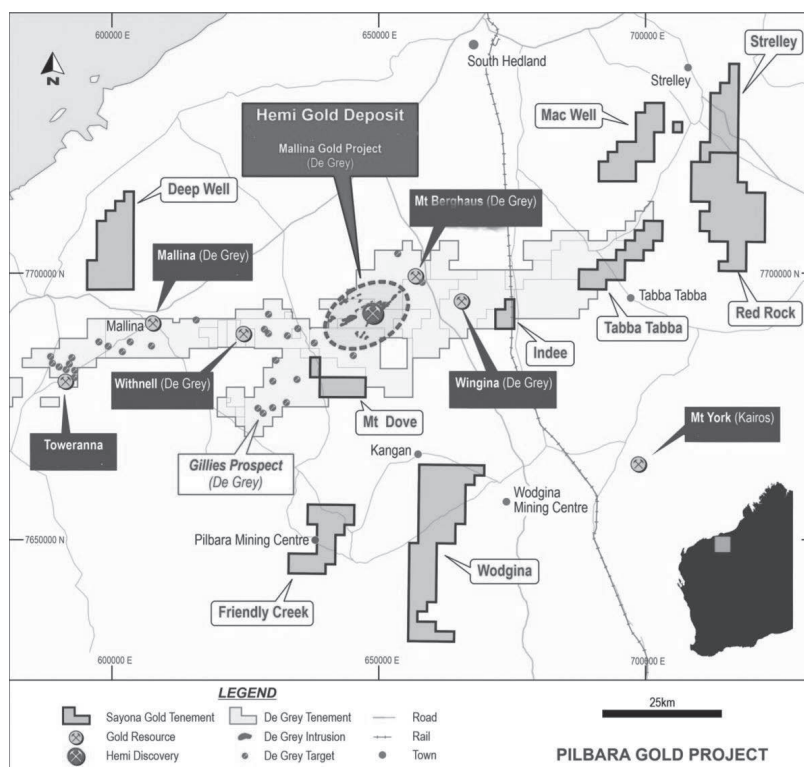 600000 E
650000 E
700000 E
N
South Hedland
Strelley
Strelley
Hemi Gold Deposit
Mallina Gold Project
(De Grey)
Mac Well
Deep Well
Mt Berghaus (De Grey)
Mallina (De Grey)
7700000 N
7700000 N
Tabba Tabba
Red Rock
Mallina
Tabba Tabba
Indee
Withnell (De Grey)
Wingina (De Grey)
Mt Dove
Mt York (Kairos)
Toweranna
Gillies Prospect
(De Grey)
Kangan
Wodgina
Mining Centre
7650000 N
Pilbara Mining Centre
Wodgina
Friendly Creek
600000 E
650000 E
700000 E
LEGEND
Sayona Gold Tenement
De Grey Tenement
Road
Gold Resource
De Grey Intrusion
Rail
Hemi Discovery
De Grey Target
Town
25km
PILBARA GOLD PROJECT